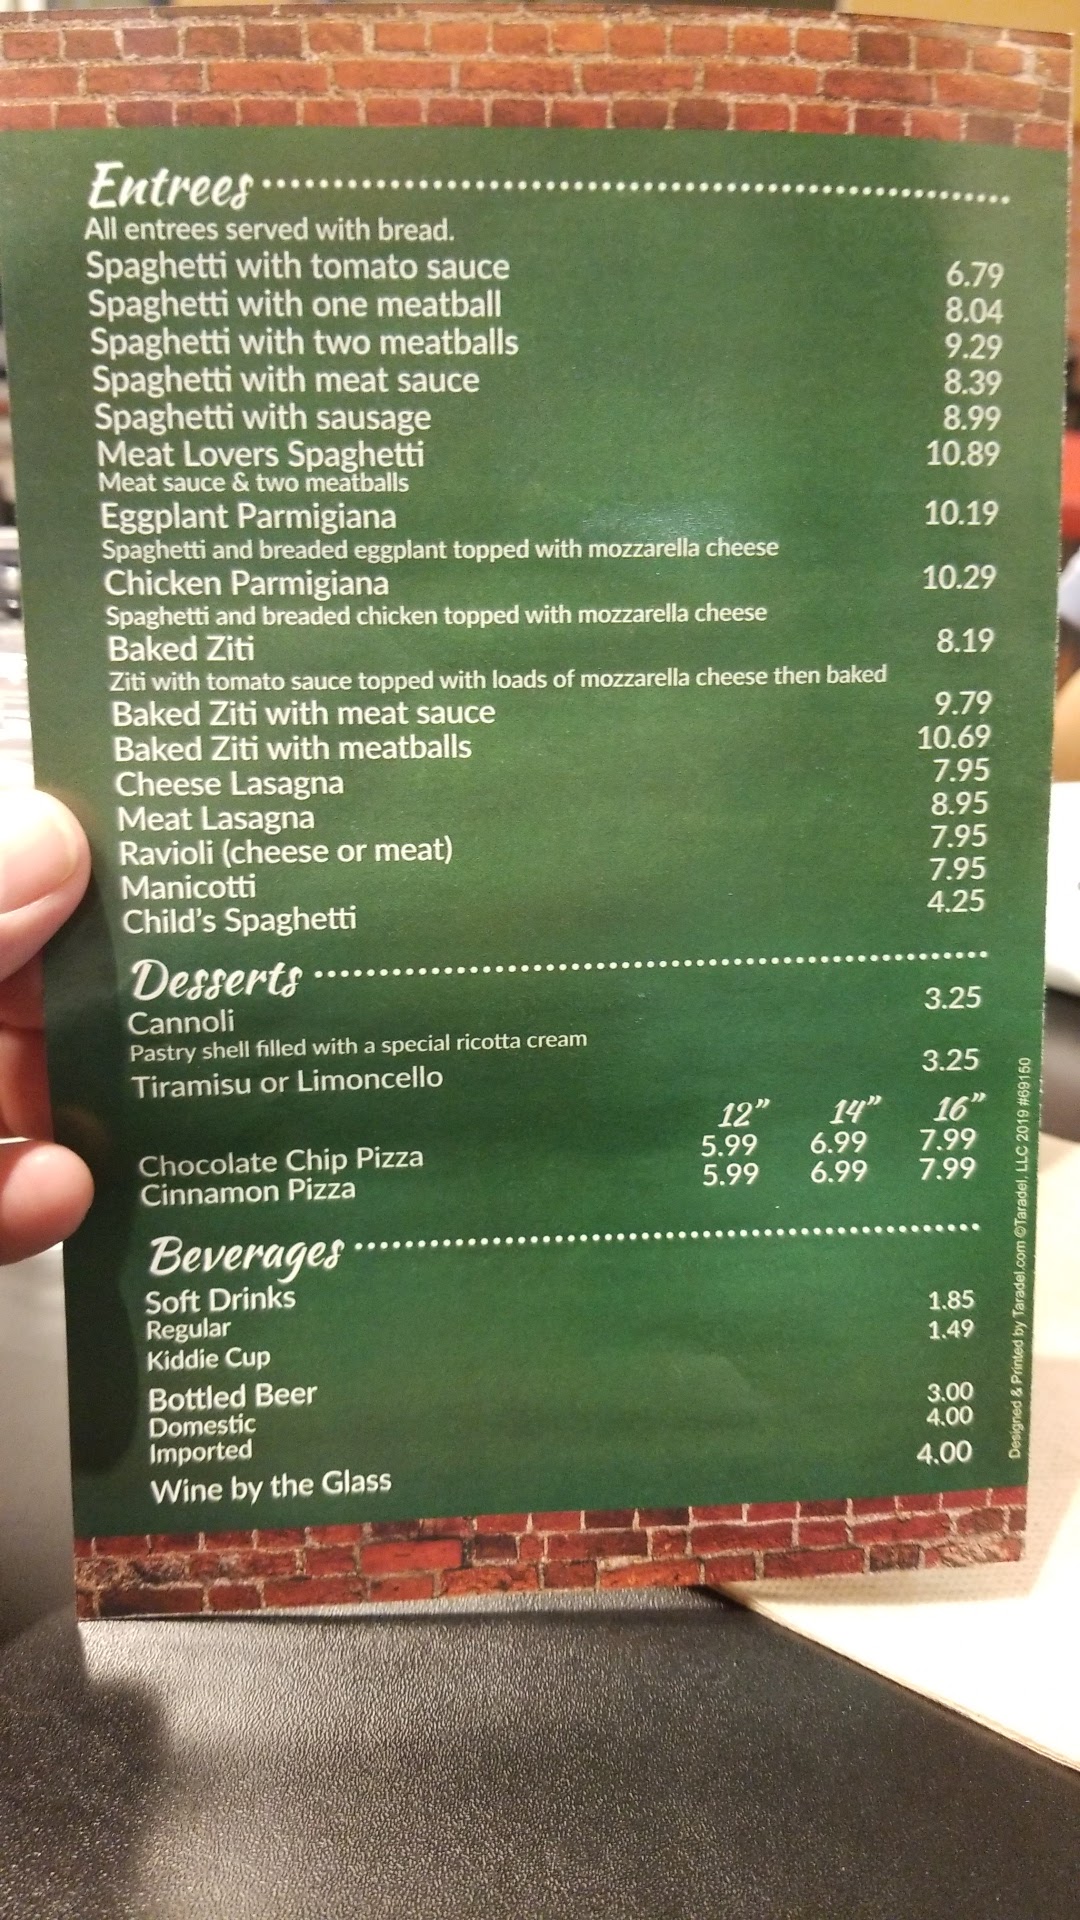 Entrees
All entrees served with bread.
Spaghetti with tomato sauce 6.79
Spaghetti with one meatball 8.04
Spaghetti with two meatballs 9.29
Spaghetti with meat sauce 8.39
Spaghetti with sausage 8.99
Meat Lovers Spaghetti 10.89
Meat sauce & two meatballs
Eggplant Parmigiana 10.19
Spaghetti and breaded eggplant topped with mozzarella cheese
Chicken Parmigiana 10.29
Spaghetti and breaded chicken topped with mozzarella cheese
Baked Ziti 8.19
Ziti with tomato sauce topped with loads of mozzarella cheese then baked
Baked Ziti with meat sauce 9.79
Baked Ziti with meatballs 10.69
Cheese Lasagna 7.95
Meat Lasagna 8.95
Ravioli (cheese or meat) 7.95
Manicotti 7.95
Child's Spaghetti 4.25
Desserts
Cannoli 3.25
Pastry shell filled with a special ricotta cream
Tiramisu or Limoncello 3.25
12" 14" 16"
Chocolate Chip Pizza 5.99 6.99 7.99
Cinnamon Pizza 5.99 6.99 7.99
Beverages
Soft Drinks
Regular 1.85
Kiddie Cup 1.49
Bottled Beer
Domestic 3.00
Imported 4.00
Wine by the Glass 4.00
Designed & Printed by Taradel.com ©Taradel, LLC 2019 #69150